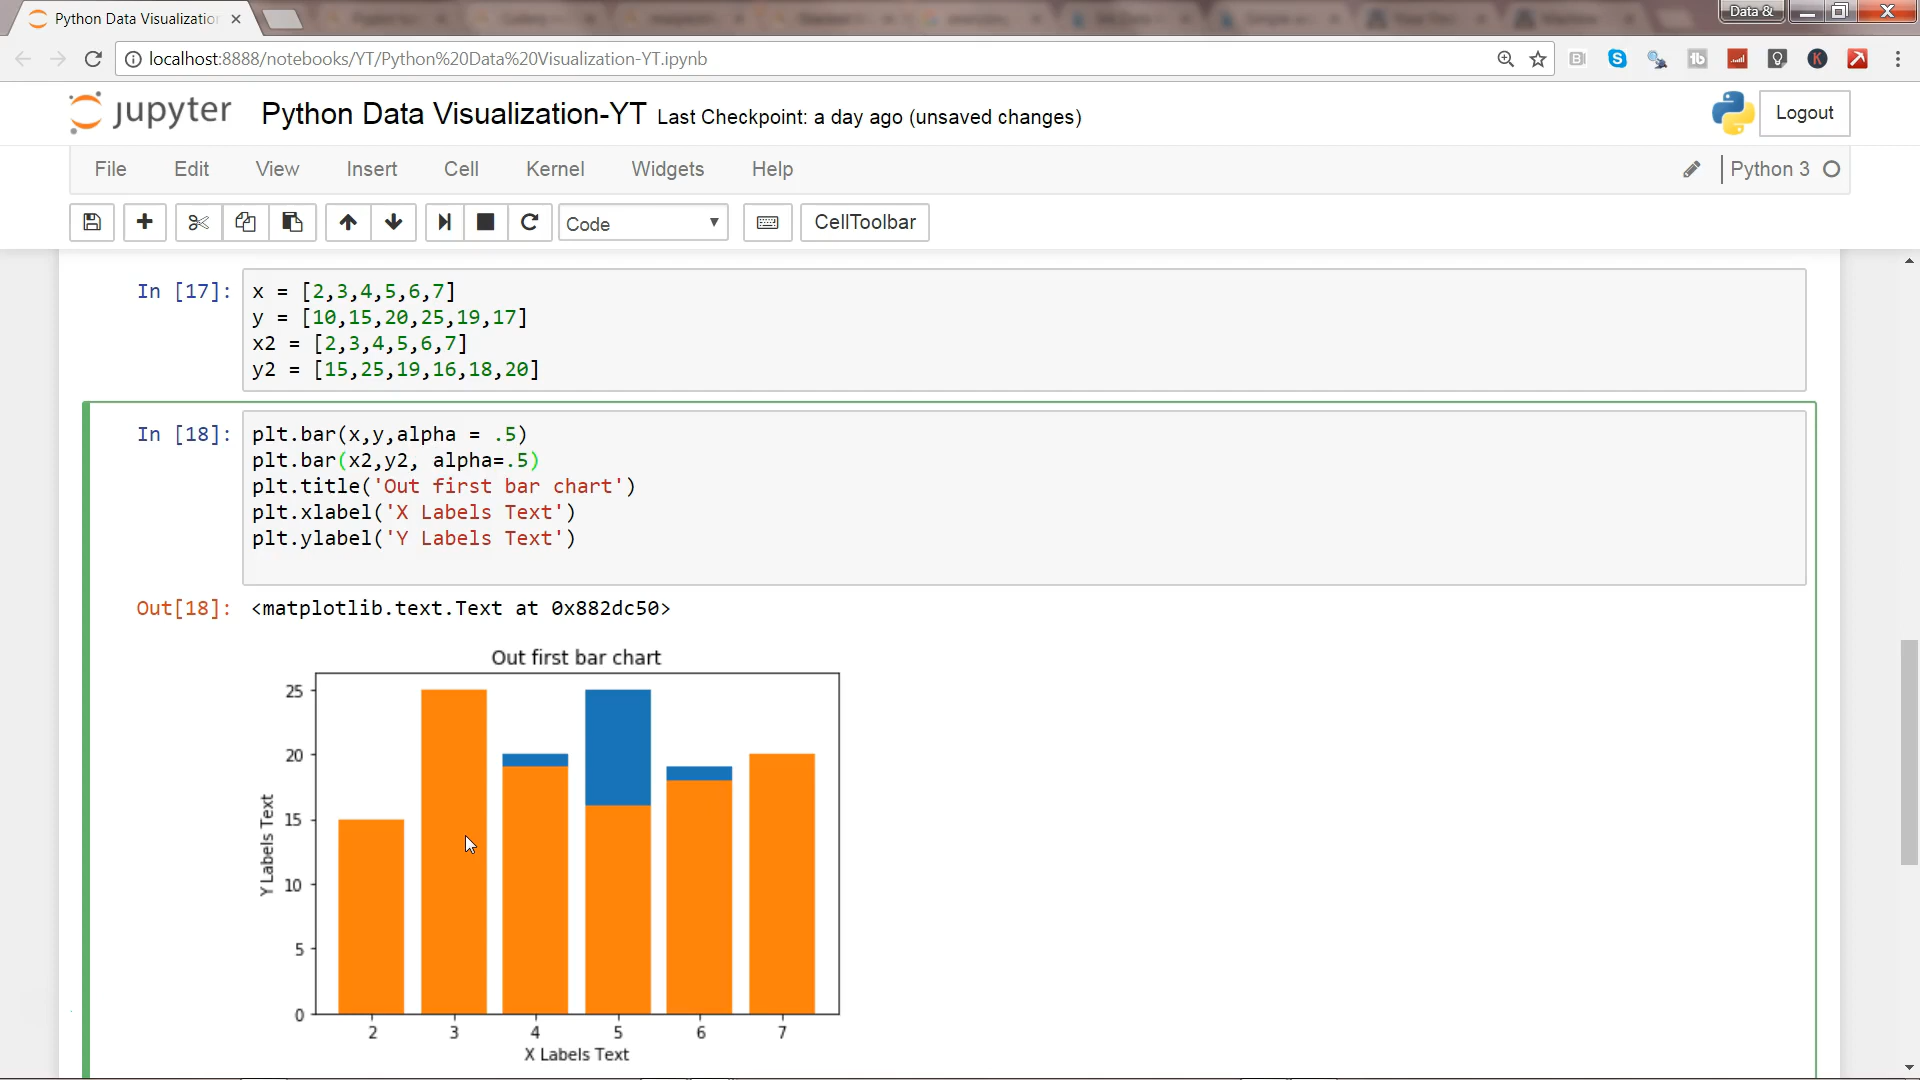 Python Data Visualization
Data &
localhost:8888/notebooks/YT/Python%20Data%20Visualization-YT.ipynb
jupyter Python Data Visualization-YT Last Checkpoint: a day ago (unsaved changes)
Logout
File Edit View Insert Cell Kernel Widgets Help
Python 3
Code
CellToolbar
In [17]: x = [2,3,4,5,6,7]
y = [10,15,20,25,19,17]
x2 = [2,3,4,5,6,7]
y2 = [15,25,19,16,18,20]
In [18]: plt.bar(x,y,alpha = .5)
plt.bar(x2,y2, alpha=.5)
plt.title('Out first bar chart')
plt.xlabel('X Labels Text')
plt.ylabel('Y Labels Text')
Out[18]: <matplotlib.text.Text at 0x882dc50>
Out first bar chart
25
20
15
10
5
0
Y Labels Text
2 3 4 5 6 7
X Labels Text